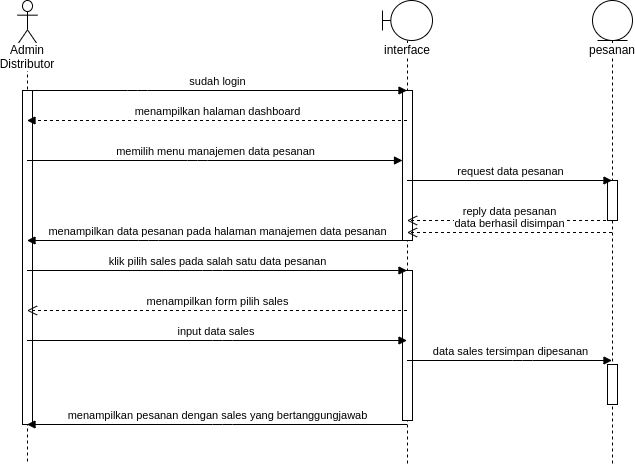 Admin
Distributor
interface
pesanan
sudah login
menampilkan halaman dashboard
memilih menu manajemen data pesanan
request data pesanan
reply data pesanan
data berhasil disimpan
menampilkan data pesanan pada halaman manajemen data pesanan
klik pilih sales pada salah satu data pesanan
menampilkan form pilih sales
input data sales
data sales tersimpan dipesanan
menampilkan pesanan dengan sales yang bertanggungjawab